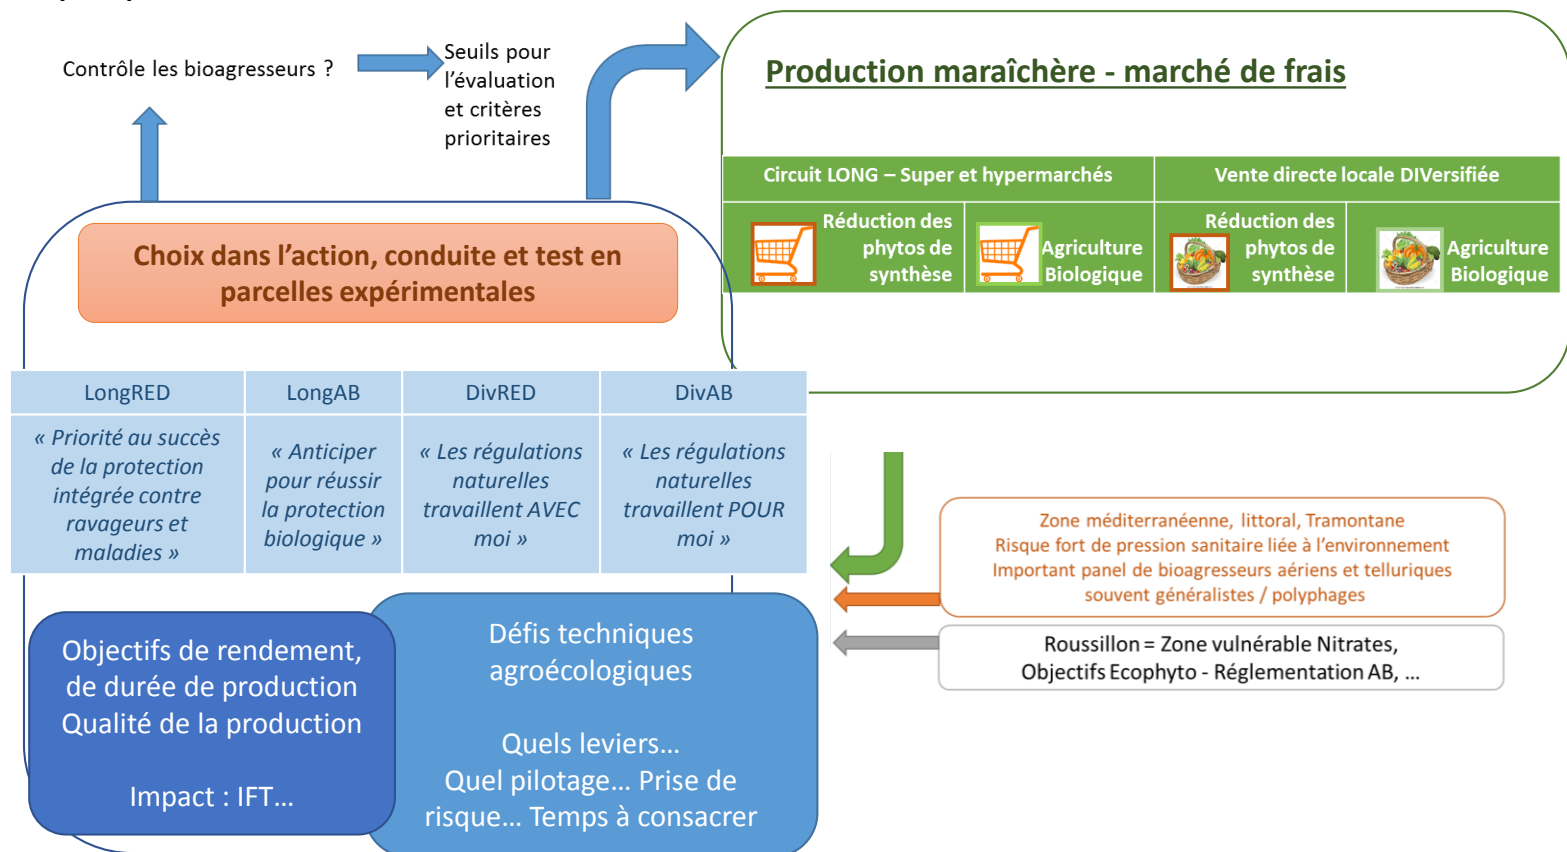 Contrôle les bioagresseurs ?
Seuils pour
l'évaluation
et critères
prioritaires
Production maraîchère - marché de frais
Circuit LONG – Super et hypermarchés
Vente directe locale DIVersifiée
Réduction des
phytos de
synthèse
Agriculture
Biologique
Réduction des
phytos de
synthèse
Agriculture
Biologique
Choix dans l'action, conduite et test en
parcelles expérimentales
LongRED
LongAB
DivRED
DivAB
« Priorité au succès
de la protection
intégrée contre
ravageurs et
maladies »
« Anticiper
pour réussir
la protection
biologique »
« Les régulations
naturelles
travaillent AVEC
moi »
« Les régulations
naturelles
travaillent POUR
moi »
Zone méditerranéenne, littoral, Tramontane
Risque fort de pression sanitaire liée à l'environnement
Important panel de bioagresseurs aériens et telluriques
souvent généralistes / polyphages
Roussillon = Zone vulnérable Nitrates,
Objectifs Ecophyto - Réglementation AB, ...
Objectifs de rendement,
de durée de production
Qualité de la production
Impact : IFT...
Défis techniques
agroécologiques
Quels leviers...
Quel pilotage... Prise de
risque... Temps à consacrer